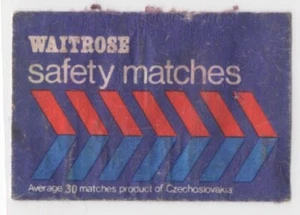 WAITROSE
safety matches
Average 30 matches product of Czechoslovakia